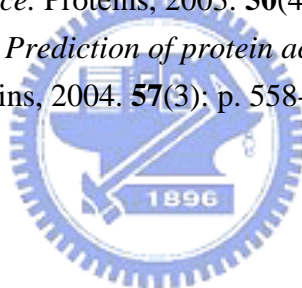 ce. Proteins, 2003. 50(4
Prediction of protein ac
ins, 2004. 57(3): p. 558-
1896